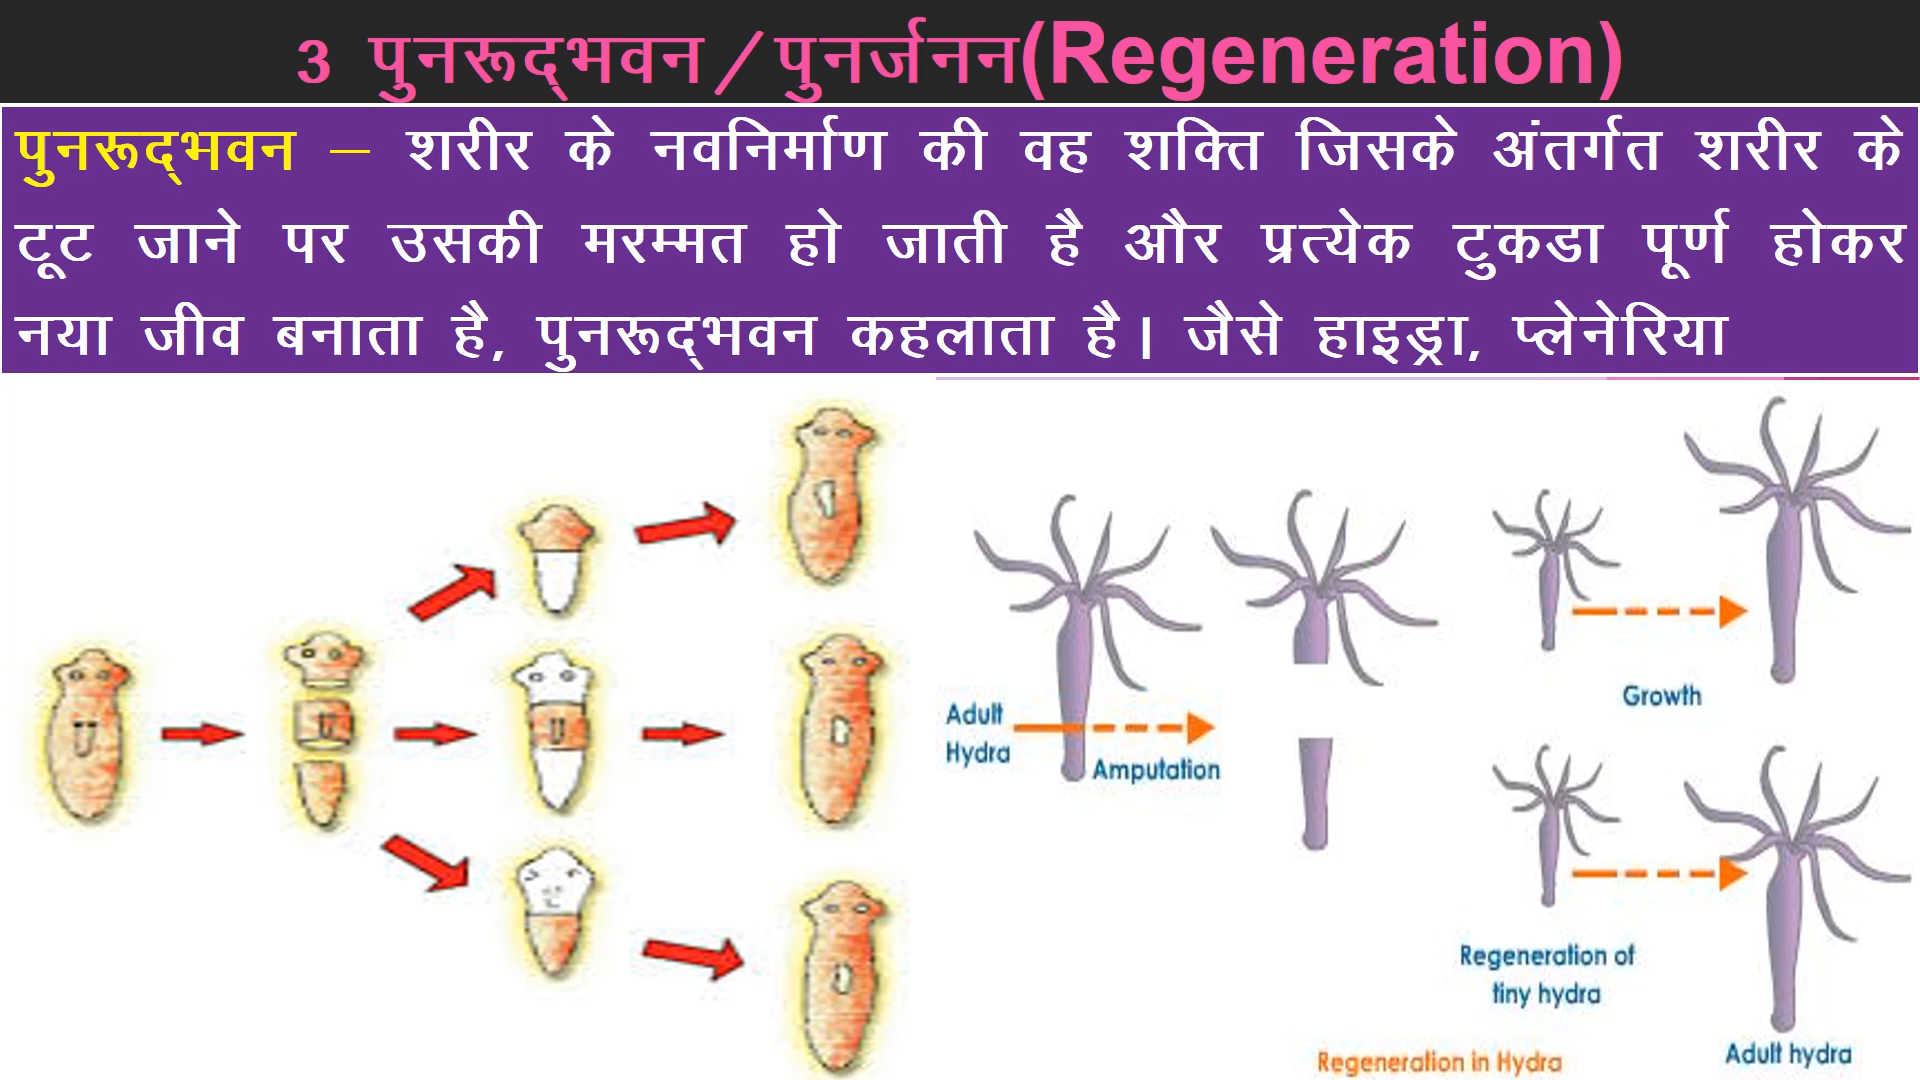 3 पुनरूद्भवन/पुनर्जनन(Regeneration)
पुनरूद्भवन – शरीर के नवनिर्माण की वह शक्ति जिसके अंतर्गत शरीर के
टूट जाने पर उसकी मरम्मत हो जाती है और प्रत्येक टुकडा पूर्ण होकर
नया जीव बनाता है, पुनरूद्भवन कहलाता है। जैसे हाइड्रा, प्लेनेरिया
Adult
Hydra
Amputation
Growth
Regeneration of
tiny hydra
Adult hydra
Regeneration in Hydra